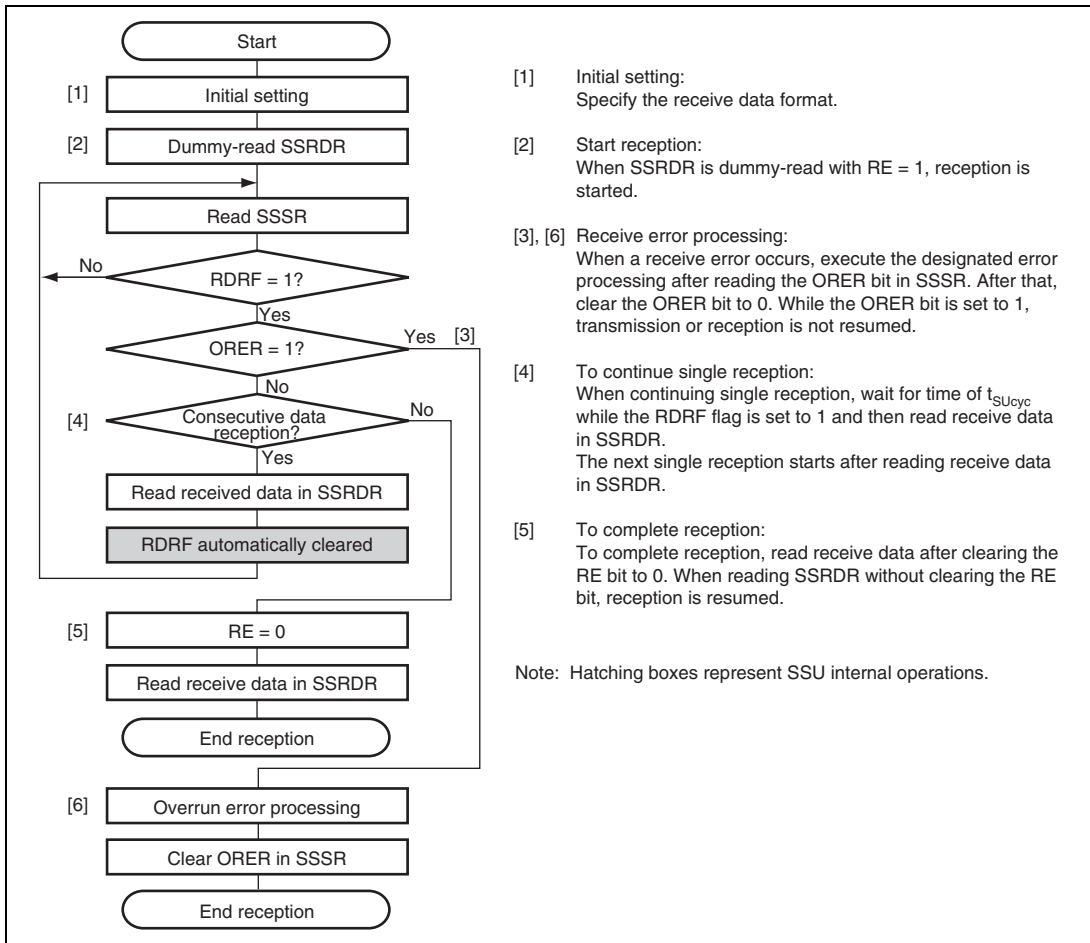 Start
[1]
Initial setting
[2]
Dummy-read SSRDR
Read SSSR
No
RDRF = 1?
Yes
ORER = 1?
Yes [3]
No
[4]
Consecutive data
reception?
No
Yes
Read received data in SSRDR
RDRF automatically cleared
[5]
RE = 0
Read receive data in SSRDR
End reception
[6]
Overrun error processing
Clear ORER in SSSR
End reception
[1] Initial setting:
Specify the receive data format.
[2] Start reception:
When SSRDR is dummy-read with RE = 1, reception is
started.
[3], [6] Receive error processing:
When a receive error occurs, execute the designated error
processing after reading the ORER bit in SSSR. After that,
clear the ORER bit to 0. While the ORER bit is set to 1,
transmission or reception is not resumed.
[4] To continue single reception:
When continuing single reception, wait for time of tSUcyc
while the RDRF flag is set to 1 and then read receive data
in SSRDR.
The next single reception starts after reading receive data
in SSRDR.
[5] To complete reception:
To complete reception, read receive data after clearing the
RE bit to 0. When reading SSRDR without clearing the RE
bit, reception is resumed.
Note: Hatching boxes represent SSU internal operations.